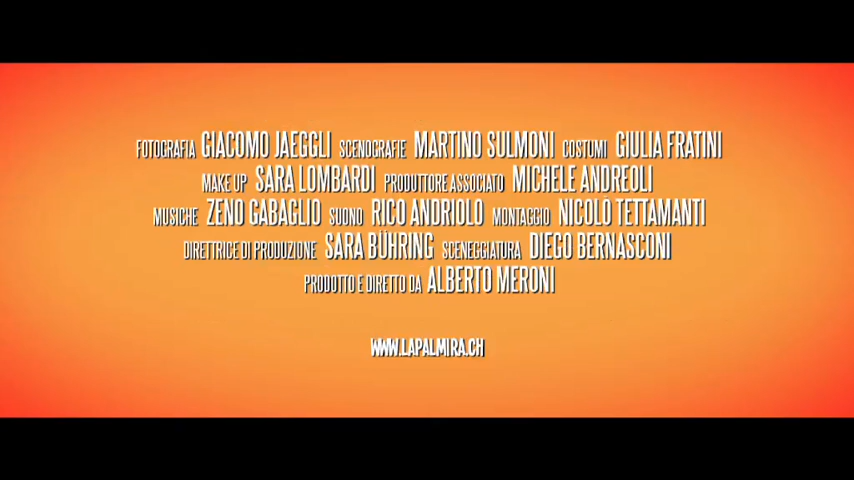 FOTOGRAFIA GIACOMO JAEGGLI SCENOGRAFIE MARTINO SULMONI COSTUMI GIULIA FRATINI
MAKE UP SARA LOMBARDI PRODUTTORE ASSOCIATO MICHELE ANDREOLI
MUSICHE ZENO GABAGLIO SUONO RICO ANDRIOLO MONTAGGIO NICOLÒ TETTAMANTI
DIRETTRICE DI PRODUZIONE SARA BÜHRING SCENEGGIATURA DIEGO BERNASCONI
PRODOTTO E DIRETTO DA ALBERTO MERONI
WWW.LAPALMIRA.CH